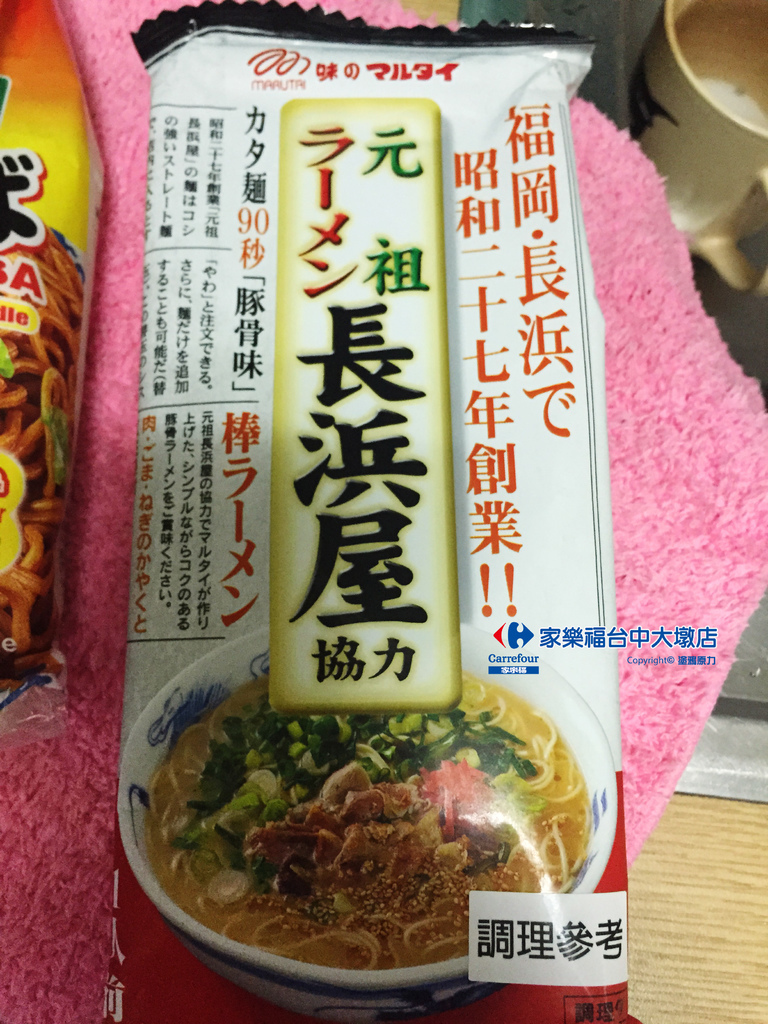 味のマルタイ
MARUTAI
福岡・長浜で
昭和二十七年創業!!
元祖
ラーメン
長浜屋
協力
カタ麺90秒「豚骨味」
棒ラーメン
昭和二十七年創業「元祖
長浜屋」の麺はコシ
の強いストレート麺
「やわ」と注文できる。
さらに、麺だけを追加
することも可能だ(替
元祖長浜屋の協力でマルタイが作り
上げた、シンプルながらコクのある
豚骨ラーメンをご賞味ください。
肉・ごま・ねぎのかやくと
1人前
調理參考
調理
ば
Carrefour
家樂福
家樂福台中大墩店
Copyright©